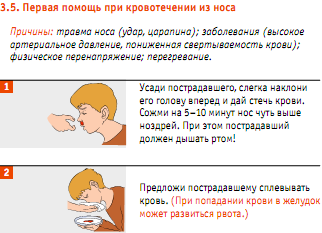 3.5. Первая помощь при кровотечении из носа
Причины: травма носа (удар, царапина); заболевания (высокое
артериальное давление, пониженная свертываемость крови);
физическое перенапряжение; перегревание.
1
Усади пострадавшего, слегка наклони
его голову вперед и дай стечь крови.
Сожми на 5–10 минут нос чуть выше
ноздрей. При этом пострадавший
должен дышать ртом!
2
Предложи пострадавшему сплевывать
кровь. (При попадании крови в желудок
может развиться рвота.)